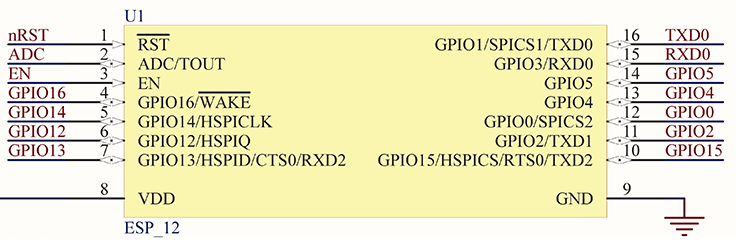 U1
nRST 1 RST GPIO1/SPICS1/TXD0 16 TXD0
ADC 2 ADC/TOUT GPIO3/RXD0 15 RXD0
EN 3 EN GPIO5 14 GPIO5
GPIO16 4 GPIO16/WAKE GPIO4 13 GPIO4
GPIO14 5 GPIO14/HSPICLK GPIO0/SPICS2 12 GPIO0
GPIO12 6 GPIO12/HSPIQ GPIO2/TXD1 11 GPIO2
GPIO13 7 GPIO13/HSPID/CTS0/RXD2 GPIO15/HSPICS/RTS0/TXD2 10 GPIO15
8 VDD GND 9
ESP_12